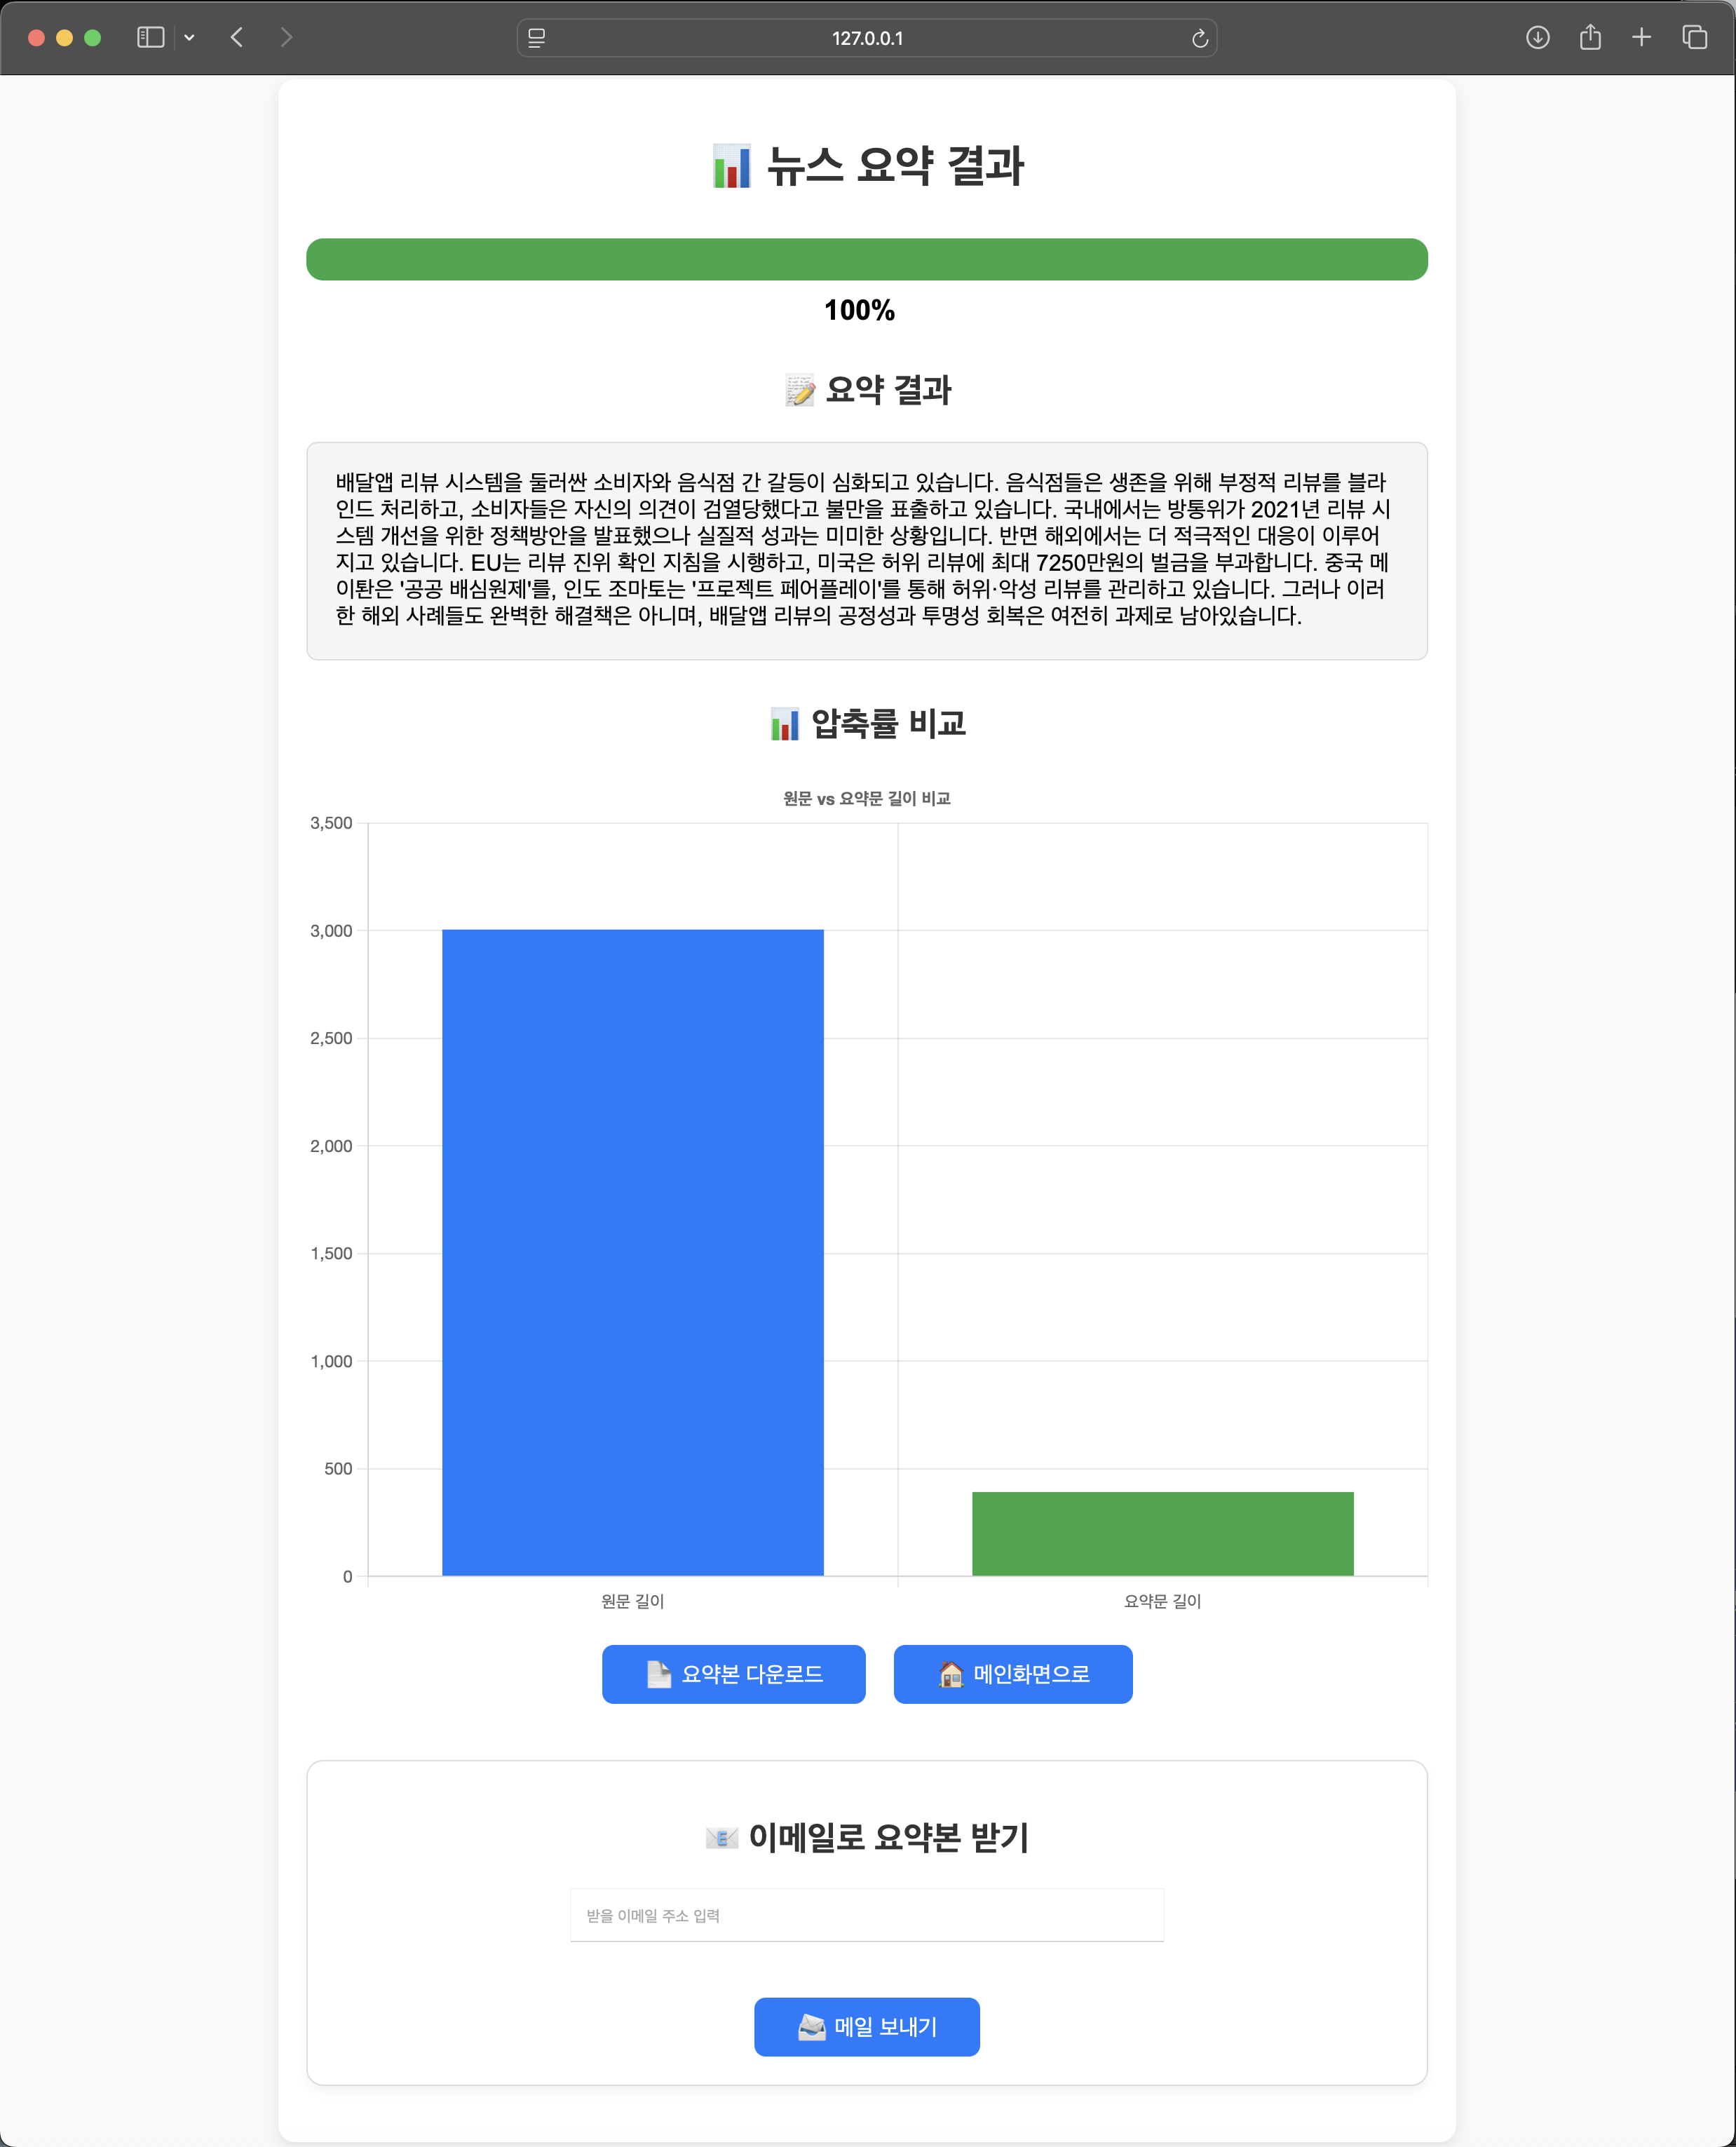 127.0.0.1
뉴스 요약 결과
100%
요약 결과
배달앱 리뷰 시스템을 둘러싼 소비자와 음식점 간 갈등이 심화되고 있습니다. 음식점들은 생존을 위해 부정적 리뷰를 블라
인드 처리하고, 소비자들은 자신의 의견이 검열당했다고 불만을 표출하고 있습니다. 국내에서는 방통위가 2021년 리뷰 시
스템 개선을 위한 정책방안을 발표했으나 실질적 성과는 미미한 상황입니다. 반면 해외에서는 더 적극적인 대응이 이루어
지고 있습니다. EU는 리뷰 진위 확인 지침을 시행하고, 미국은 허위 리뷰에 최대 7250만원의 벌금을 부과합니다. 중국 메
이퇀은 '공공 배심원제'를, 인도 조마토는 '프로젝트 페어플레이'를 통해 허위·악성 리뷰를 관리하고 있습니다. 그러나 이러
한 해외 사례들도 완벽한 해결책은 아니며, 배달앱 리뷰의 공정성과 투명성 회복은 여전히 과제로 남아있습니다.
압축률 비교
원문 vs 요약문 길이 비교
3,500
3,000
2,500
2,000
1,500
1,000
500
0
원문 길이
요약문 길이
요약본 다운로드
메인화면으로
이메일로 요약본 받기
받을 이메일 주소 입력
메일 보내기